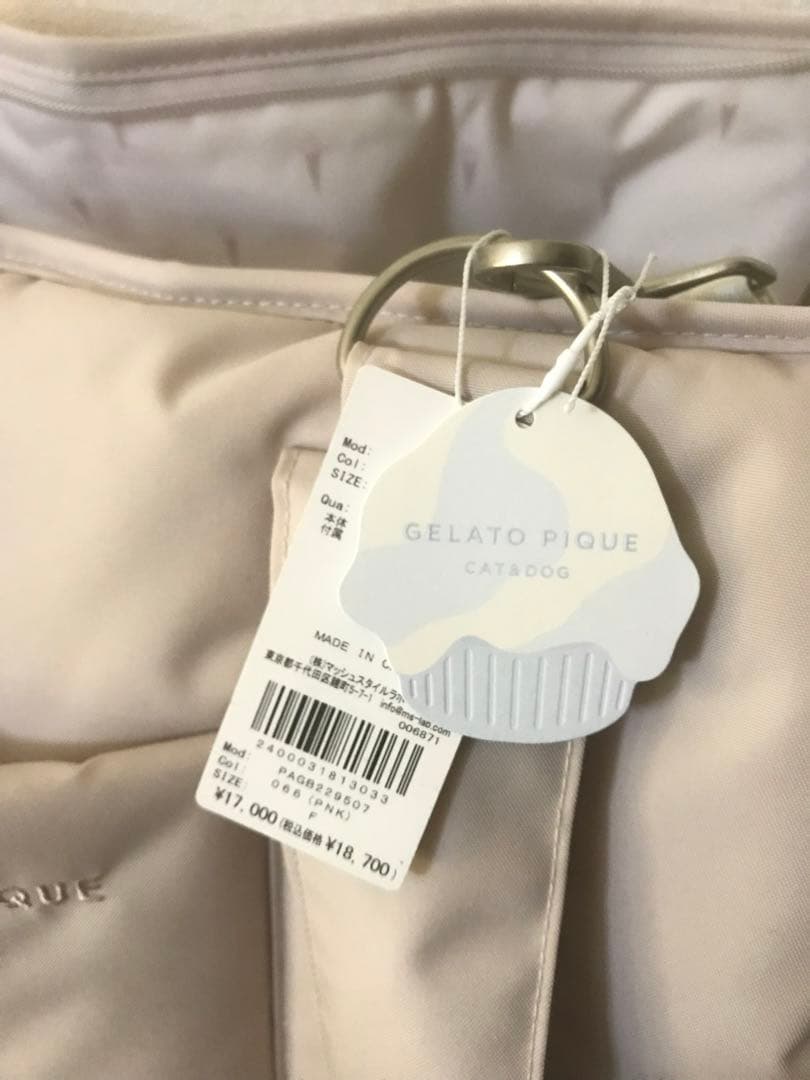 Mod:
Col:
SIZE:
Qua:
本体
付属
GELATO PIQUE
CAT&DOG
MADE IN
(株)マッシュスタイルラボ
東京都千代田区麹町5-7-1 info@ms-lab.com
006871
2400031813033
Mod: PAGB229507
Col: 066 (PNK)
SIZE: F
¥17,000(税込価格¥18,700)
QUE